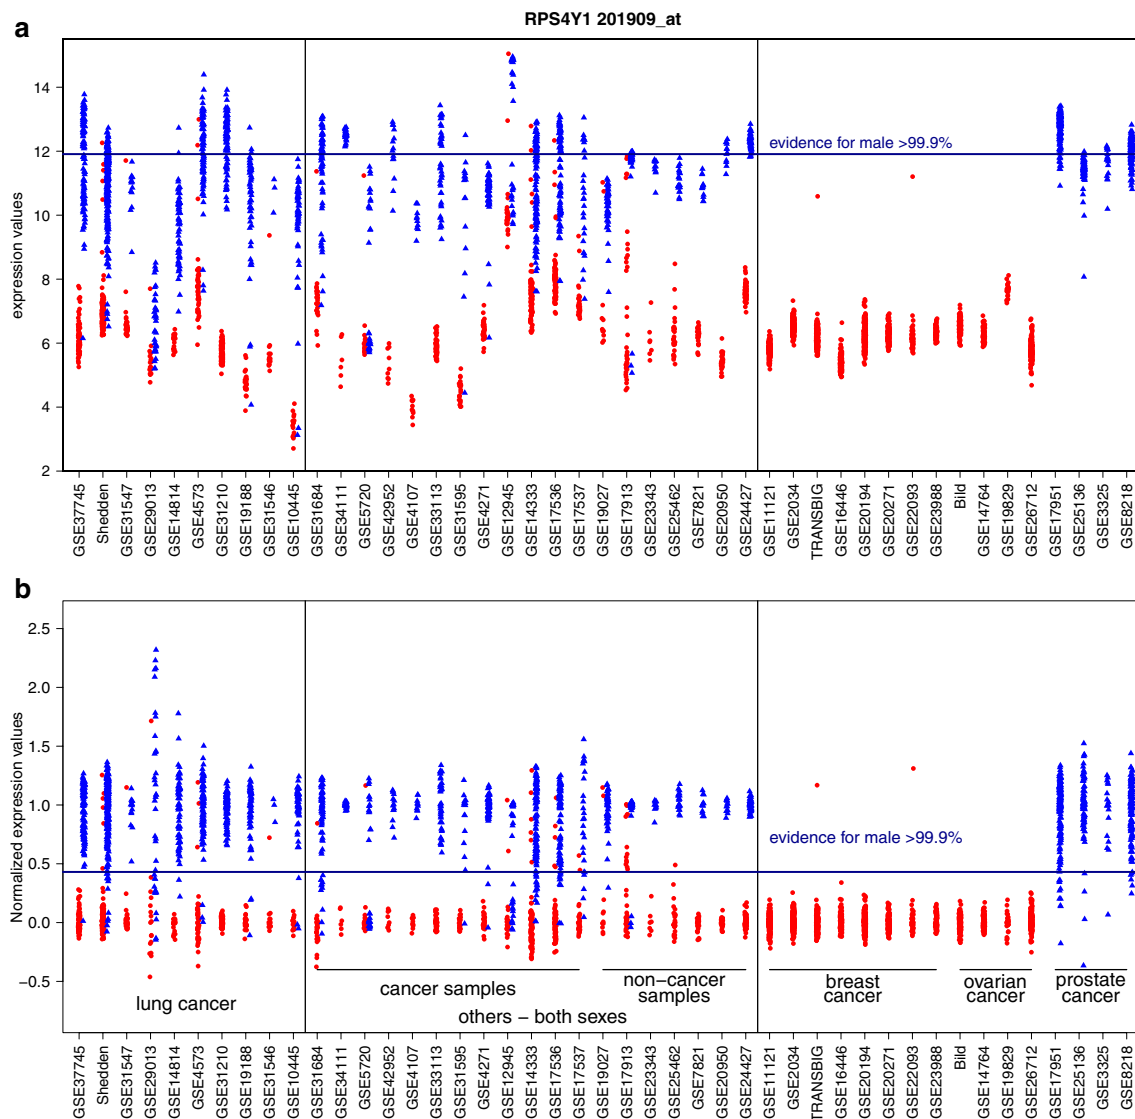 RPS4Y1 201909_at
a
expression values
14
12
10
8
6
4
2
evidence for male >99.9%
GSE37745
Shedden
GSE31547
GSE29013
GSE14814
GSE4573
GSE31210
GSE19188
GSE31546
GSE10445
GSE31684
GSE34111
GSE5720
GSE42952
GSE4107
GSE33113
GSE31595
GSE4271
GSE12945
GSE14333
GSE17536
GSE17537
GSE19027
GSE17913
GSE23343
GSE25462
GSE7821
GSE20950
GSE24427
GSE11121
GSE2034
TRANSBIG
GSE16446
GSE20194
GSE20271
GSE22093
GSE23988
Bild
GSE14764
GSE19829
GSE26712
GSE17951
GSE25136
GSE3325
GSE8218
b
Normalized expression values
2.5
2.0
1.5
1.0
0.5
0.0
−0.5
evidence for male >99.9%
lung cancer
cancer samples
non−cancer
samples
others − both sexes
breast
cancer
ovarian
cancer
prostate
cancer
GSE37745
Shedden
GSE31547
GSE29013
GSE14814
GSE4573
GSE31210
GSE19188
GSE31546
GSE10445
GSE31684
GSE34111
GSE5720
GSE42952
GSE4107
GSE33113
GSE31595
GSE4271
GSE12945
GSE14333
GSE17536
GSE17537
GSE19027
GSE17913
GSE23343
GSE25462
GSE7821
GSE20950
GSE24427
GSE11121
GSE2034
TRANSBIG
GSE16446
GSE20194
GSE20271
GSE22093
GSE23988
Bild
GSE14764
GSE19829
GSE26712
GSE17951
GSE25136
GSE3325
GSE8218